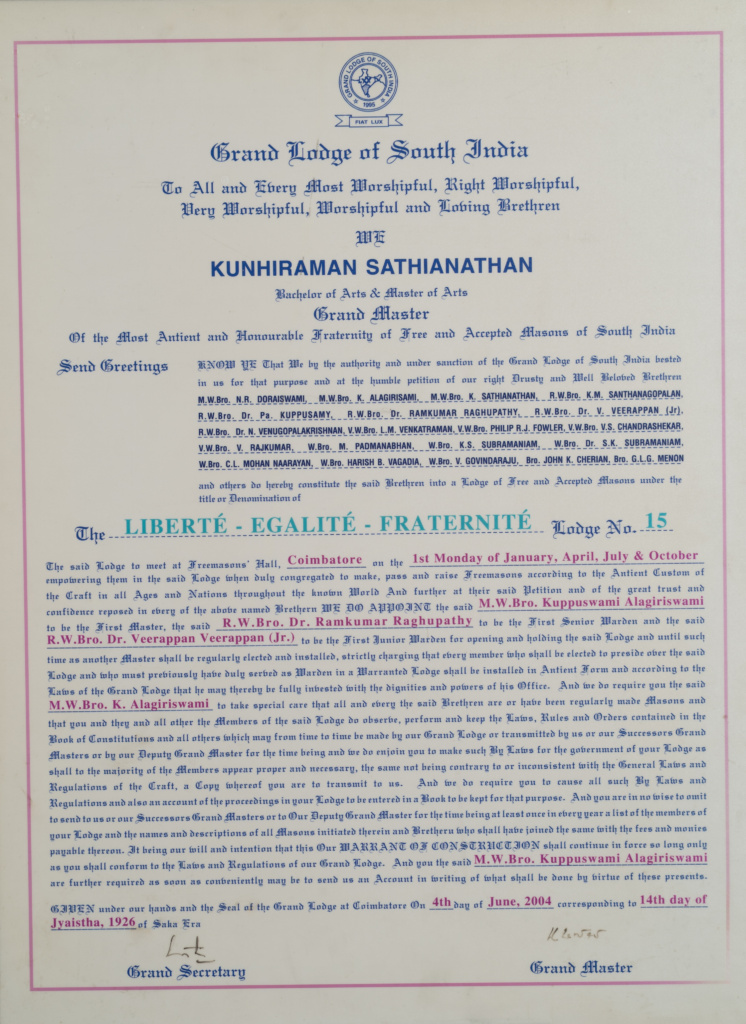 GRAND LODGE OF SOUTH INDIA
1995
FIAT LUX
Grand Lodge of South India
To All and Every Most Worshipful, Right Worshipful,
Very Worshipful, Worshipful and Loving Brethren
WE
KUNHIRAMAN SATHIANATHAN
Bachelor of Arts & Master of Arts
Grand Master
Of the Most Antient and Honourable Fraternity of Free and Accepted Masons of South India
Send Greetings
KNOW YE That We by the authority and under sanction of the Grand Lodge of South India bested
in us for that purpose and at the humble petition of our right Drusty and Well Beloved Brethren
M.W.Bro. N.R. DORAISWAMI, M.W.Bro. K. ALAGIRISAMI, M.W.Bro. K. SATHIANATHAN, R.W.Bro. K.M. SANTHANAGOPALAN,
R.W.Bro. Dr. Pa. KUPPUSAMY, R.W.Bro. Dr. RAMKUMAR RAGHUPATHY, R.W.Bro. Dr. V. VEERAPPAN (Jr),
R.W.Bro. Dr. N. VENUGOPALAKRISHNAN, V.W.Bro. L.M. VENKATRAMAN, V.W.Bro. PHILIP R.J. FOWLER, V.W.Bro. V.S. CHANDRASHEKAR,
V.W.Bro. V. RAJKUMAR, W.Bro. M. PADMANABHAN, W.Bro. K.S. SUBRAMANIAM, W.Bro. Dr. S.K. SUBRAMANIAM,
W.Bro. C.L. MOHAN NAARAYAN, W.Bro. HARISH B. VAGADIA, W.Bro. V. GOVINDARAJU, Bro. JOHN K. CHERIAN, Bro. G.L.G. MENON
and others do hereby constitute the said Brethren into a Lodge of Free and Accepted Masons under the
title or Denomination of
The LIBERTÉ - EGALITÉ - FRATERNITÉ Lodge No. 15
The said Lodge to meet at Freemasons' Hall, Coimbatore on the 1st Monday of January, April, July & October
empowering them in the said Lodge when duly congregated to make, pass and raise Freemasons according to the Antient Custom of
the Craft in all Ages and Nations throughout the known World And further at their said Petition and of the great trust and
confidence reposed in every of the above named Brethern WE DO APPOINT the said M.W.Bro. Kuppuswami Alagiriswami
to be the First Master, the said R.W.Bro. Dr. Ramkumar Raghupathy to be the First Senior Warden and the said
R.W.Bro. Dr. Veerappan Veerappan (Jr.) to be the First Junior Warden for opening and holding the said Lodge and until such
time as another Master shall be regularly elected and installed, strictly charging that every member who shall be elected to preside over the said
Lodge and who must previously have duly served as Warden in a Warranted Lodge shall be installed in Antient Form and according to the
Laws of the Grand Lodge that he may thereby be fully invested with the dignities and powers of his Office. And we do require you the said
M.W.Bro. K. Alagiriswami to take special care that all and every the said Brethren are or have been regularly made Masons and
that you and they and all other the Members of the said Lodge do observe, perform and keep the Laws, Rules and Orders contained in the
Book of Constitutions and all others which may from time to time be made by our Grand Lodge or transmitted by us or our Successors Grand
Masters or by our Deputy Grand Master for the time being and we do enjoin you to make such By Laws for the government of your Lodge as
shall to the majority of the Members appear proper and necessary, the same not being contrary to or inconsistent with the General Laws and
Regulations of the Craft, a Copy whereof you are to transmit to us. And we do require you to cause all such By Laws and
Regulations and also an account of the proceedings in your Lodge to be entered in a Book to be kept for that purpose. And you are in no wise to omit
to send to us or our Successors Grand Masters or to Our Deputy Grand Master for the time being at least once in every year a list of the members of
your Lodge and the names and descriptions of all Masons initiated therein and Brethern who shall have joined the same with the fees and monies
payable thereon. It being our will and intention that this Our WARRANT OF CONSTRUCTION shall continue in force so long only
as you shall conform to the Laws and Regulations of our Grand Lodge. And you the said M.W.Bro. Kuppuswami Alagiriswami
are further required as soon as conveniently may be to send us an Account in writing of what shall be done by virtue of these presents.
GIVEN under our hands and the Seal of the Grand Lodge at Coimbatore On 4th day of June, 2004 corresponding to 14th day of
Jyaistha, 1926 of Saka Era
Grand Secretary
Grand Master